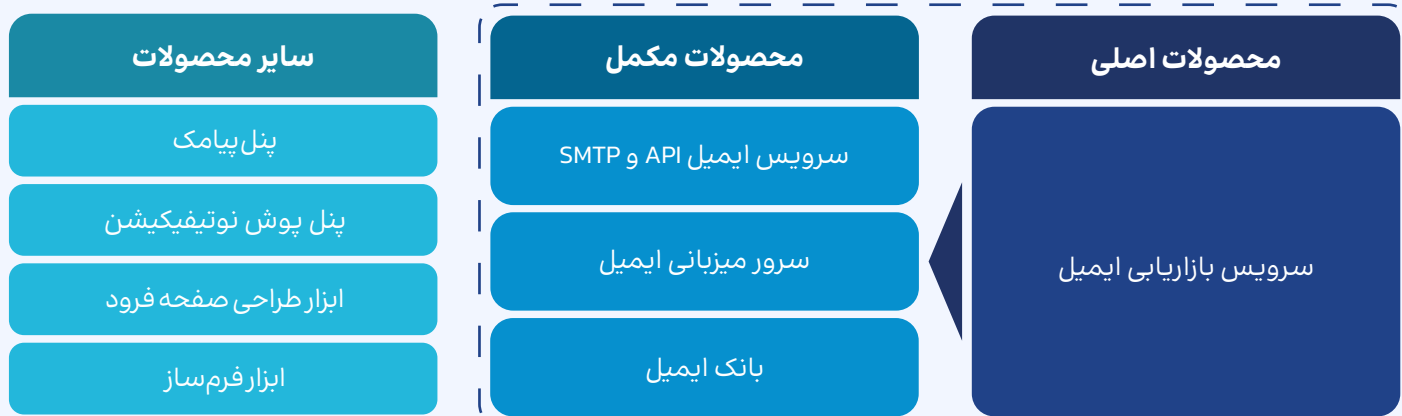 محصولات اصلی
سرویس بازاریابی ایمیل
محصولات مکمل
سرویس ایمیل API و SMTP
سرور میزبانی ایمیل
بانک ایمیل
سایر محصولات
پنل پیامک
پنل پوش نوتیفیکیشن
ابزار طراحی صفحه فرود
ابزار فرم‌ساز